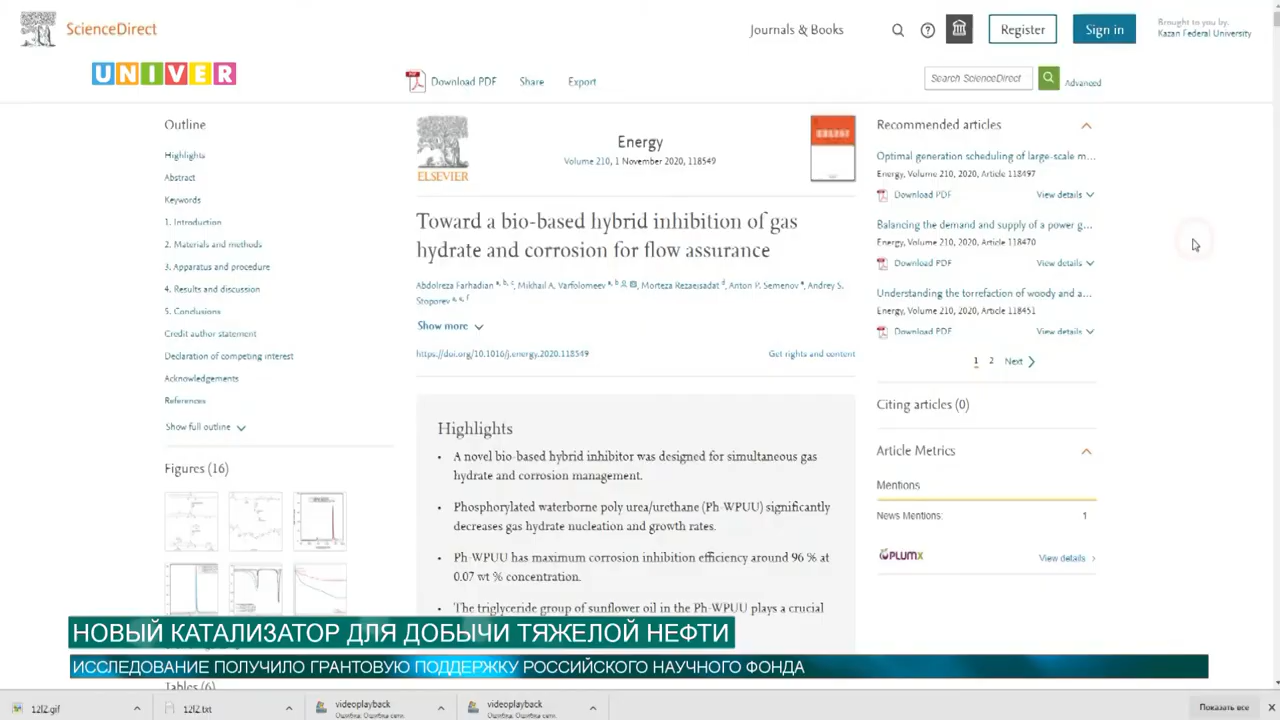 ScienceDirect
Journals & Books
Register
Sign in
Brought to you by:
Kazan Federal University
UNIVER
Download PDF
Share
Export
Search ScienceDirect
Advanced
Outline
Highlights
Abstract
Keywords
1. Introduction
2. Materials and methods
3. Apparatus and procedure
4. Results and discussion
5. Conclusions
Credit author statement
Declaration of competing interest
Acknowledgements
References
Show full outline
Figures (16)
Tables (6)
ELSEVIER
Energy
Volume 210, 1 November 2020, 118549
ENERGY
Toward a bio-based hybrid inhibition of gas
hydrate and corrosion for flow assurance
Abdolreza Farhadian a, b, c, Mikhail A. Varfolomeev a, b, Morteza Rezaeisadat d, Anton P. Semenov e, Andrey S.
Stoporev a, e, f
Show more
https://doi.org/10.1016/j.energy.2020.118549
Get rights and content
Highlights
• A novel bio-based hybrid inhibitor was designed for simultaneous gas
hydrate and corrosion management.
• Phosphorylated waterborne poly urea/urethane (Ph-WPUU) significantly
decreases gas hydrate nucleation and growth rates.
• Ph-WPUU has maximum corrosion inhibition efficiency around 96 % at
0.07 wt % concentration.
• The triglyceride group of sunflower oil in the Ph-WPUU plays a crucial
Recommended articles
Optimal generation scheduling of large-scale m...
Energy, Volume 210, 2020, Article 118497
Download PDF
View details
Balancing the demand and supply of a power g...
Energy, Volume 210, 2020, Article 118470
Download PDF
View details
Understanding the torrefaction of woody and a...
Energy, Volume 210, 2020, Article 118451
Download PDF
View details
1 2 Next
Citing articles (0)
Article Metrics
Mentions
News Mentions: 1
PLUMX
View details
НОВЫЙ КАТАЛИЗАТОР ДЛЯ ДОБЫЧИ ТЯЖЕЛОЙ НЕФТИ
ИССЛЕДОВАНИЕ ПОЛУЧИЛО ГРАНТОВУЮ ПОДДЕРЖКУ РОССИЙСКОГО НАУЧНОГО ФОНДА
12f2.gif
12f2.txt
videoplayback
Ошибка: Ошибка сети.
videoplayback
Ошибка: Ошибка сети.
Показать все